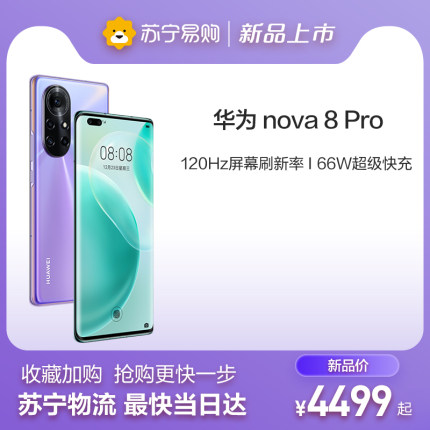 苏宁易购 新品上市
华为 nova 8 Pro
120Hz屏幕刷新率 | 66W超级快充
08:08
HUAWEI
收藏加购 抢购更快一步
新品价
苏宁物流 最快当日达
¥4499起